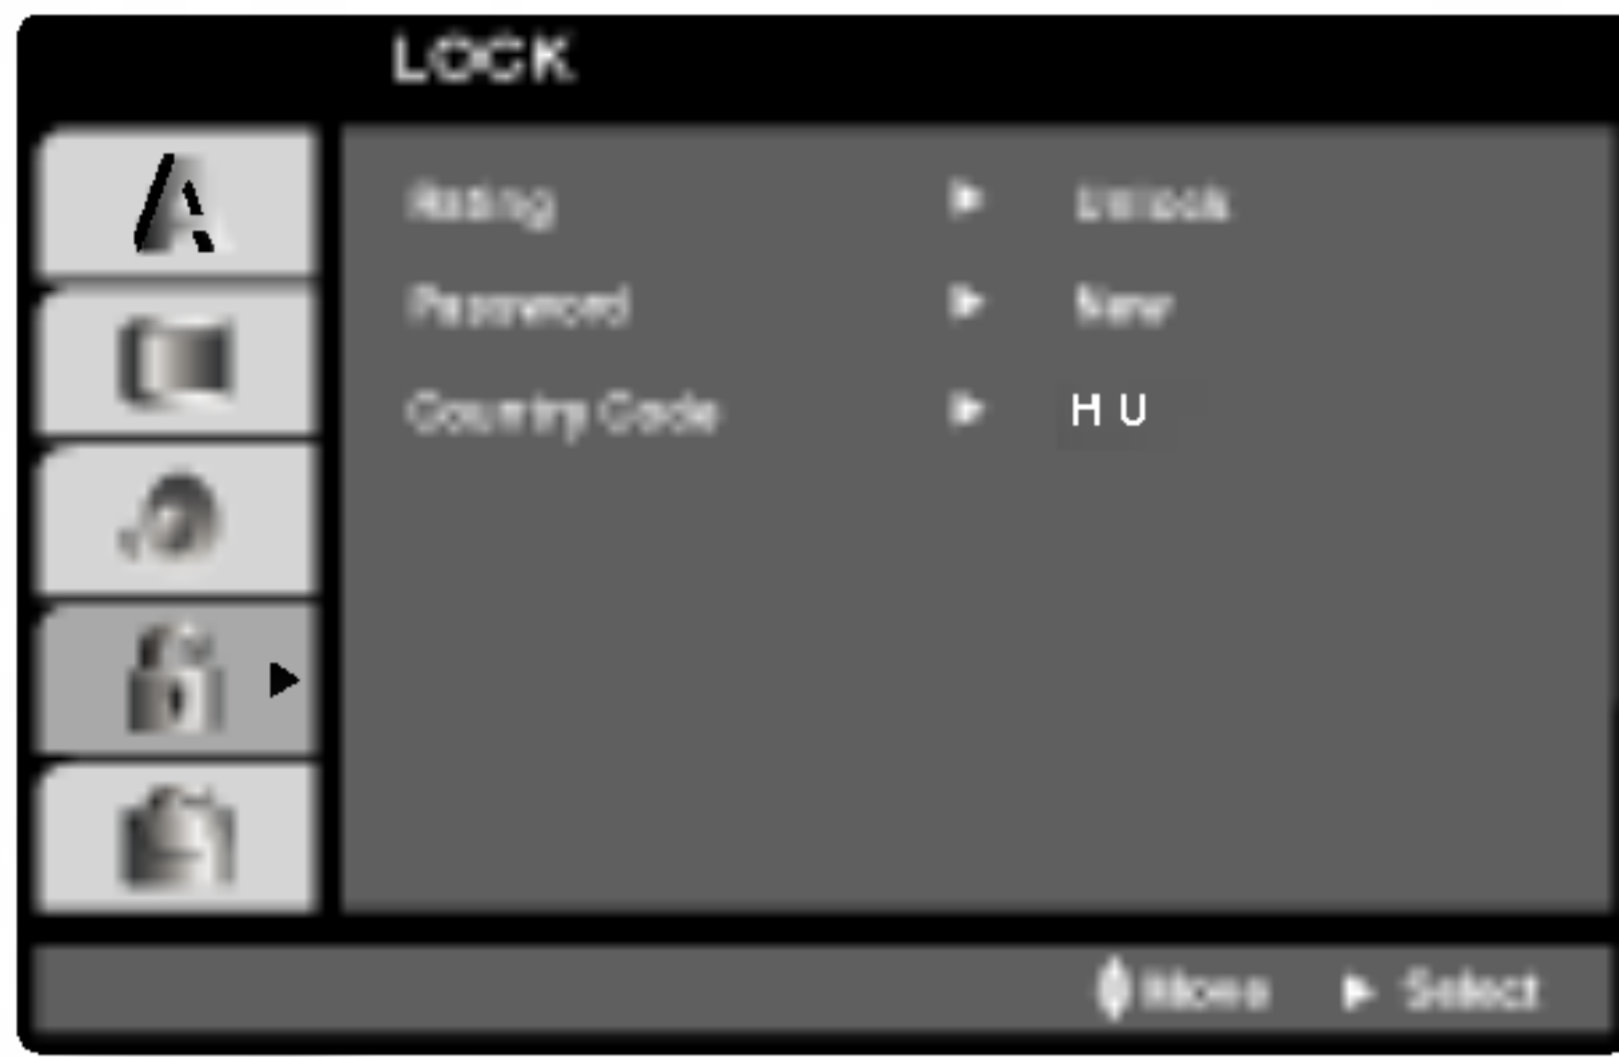 LOCK
Rating Unlock
Password New
Country Code H U
Move Select